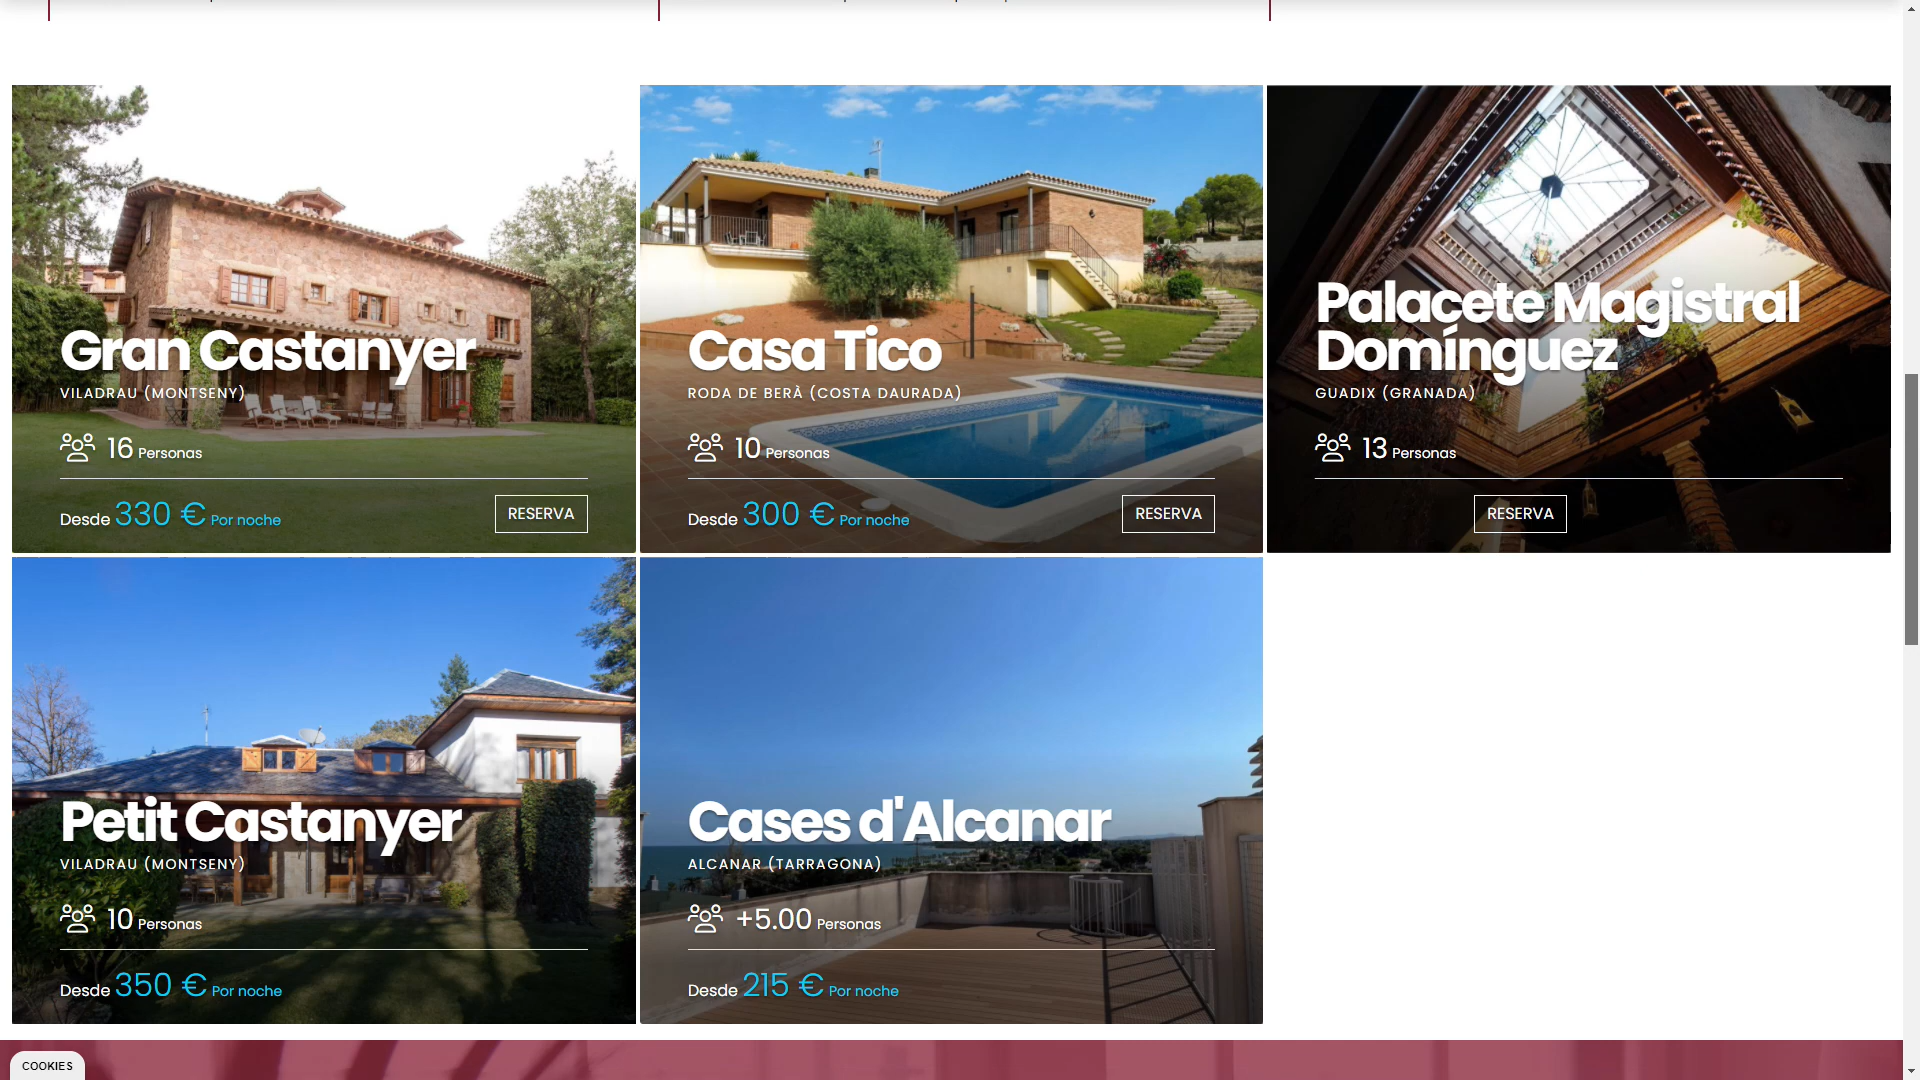 Gran Castanyer
VILADRAU (MONTSENY)
16 Personas
Desde 330 € Por noche
RESERVA
Casa Tico
RODA DE BERÀ (COSTA DAURADA)
10 Personas
Desde 300 € Por noche
RESERVA
Palacete Magistral
Domínguez
GUADIX (GRANADA)
13 Personas
RESERVA
Petit Castanyer
VILADRAU (MONTSENY)
10 Personas
Desde 350 € Por noche
Cases d'Alcanar
ALCANAR (TARRAGONA)
+5.00 Personas
Desde 215 € Por noche
COOKIES